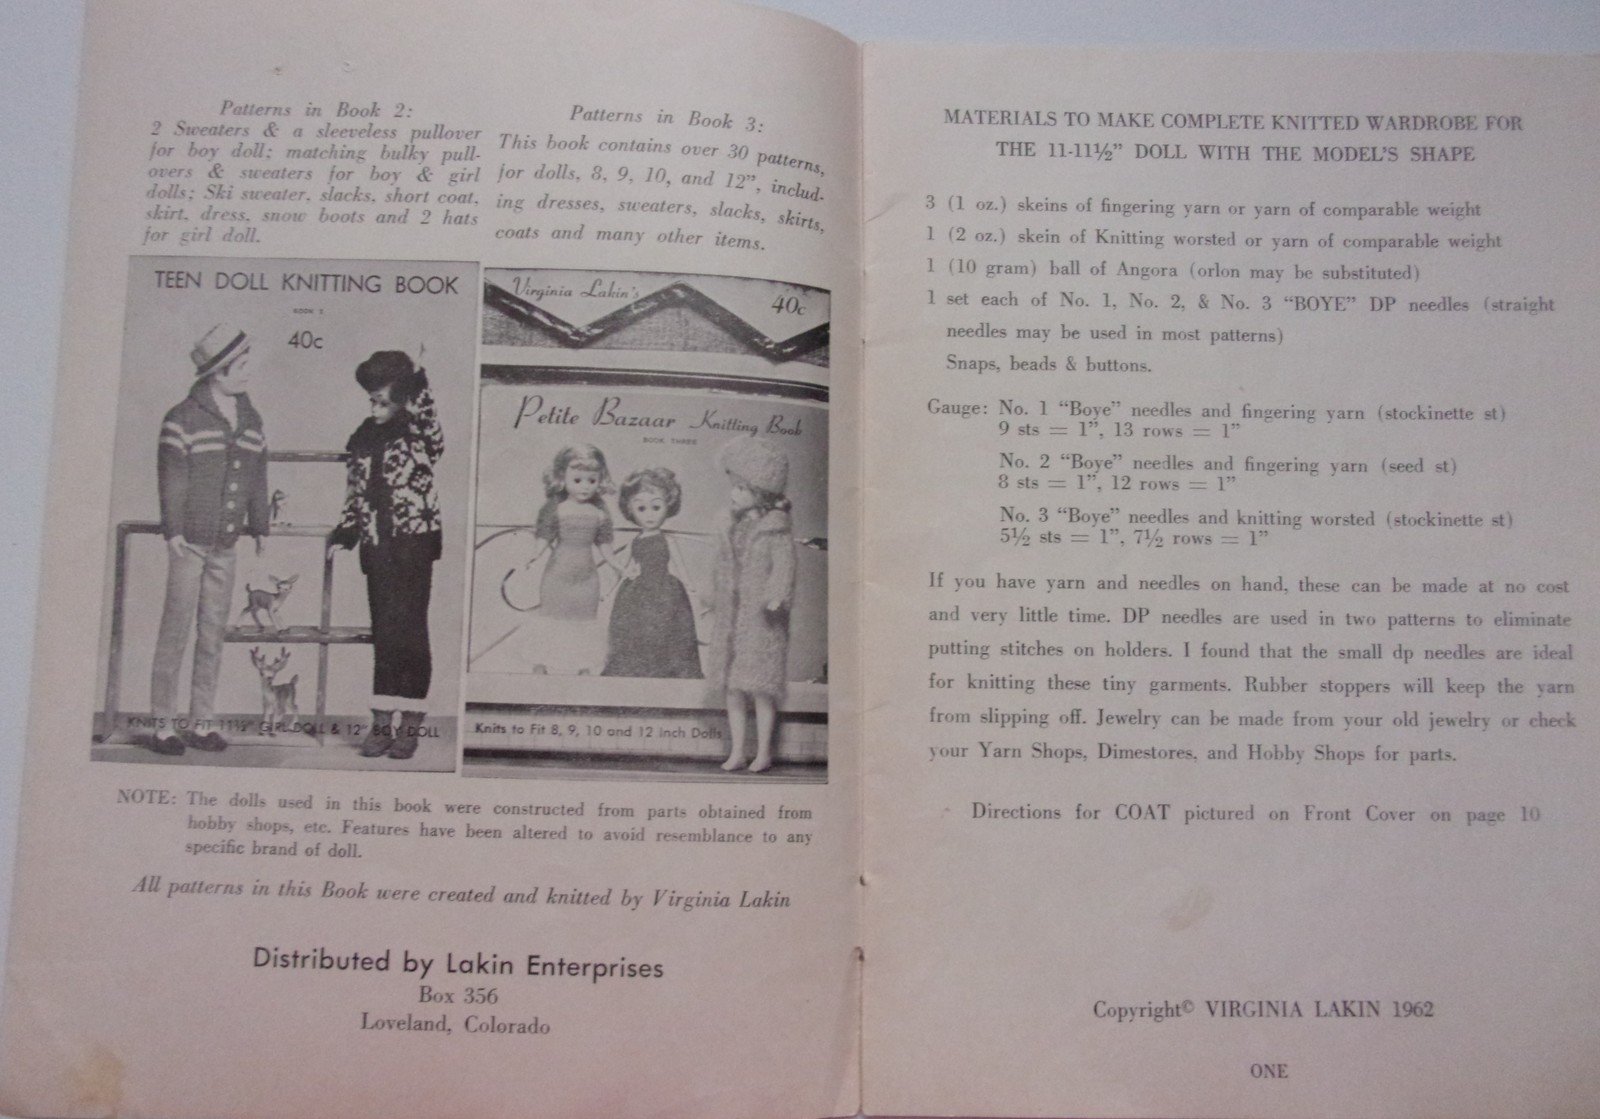 Patterns in Book 2:
2 Sweaters & a sleeveless pullover
for boy doll; matching bulky pull-
overs & sweaters for boy & girl
dolls; Ski sweater, slacks, short coat,
skirt, dress, snow boots and 2 hats
for girl doll.
Patterns in Book 3:
This book contains over 30 patterns,
for dolls, 8, 9, 10, and 12", includ-
ing dresses, sweaters, slacks, skirts,
coats and many other items.
TEEN DOLL KNITTING BOOK
BOOK 2
40c
KNITS TO FIT 11½" GIRL DOLL & 12" BOY DOLL
Virginia Lakin's
40c
Petite Bazaar Knitting Book
BOOK THREE
Knits to Fit 8, 9, 10 and 12 inch Dolls
NOTE: The dolls used in this book were constructed from parts obtained from
hobby shops, etc. Features have been altered to avoid resemblance to any
specific brand of doll.
All patterns in this Book were created and knitted by Virginia Lakin
Distributed by Lakin Enterprises
Box 356
Loveland, Colorado
MATERIALS TO MAKE COMPLETE KNITTED WARDROBE FOR
THE 11-11½" DOLL WITH THE MODEL'S SHAPE
3 (1 oz.) skeins of fingering yarn or yarn of comparable weight
1 (2 oz.) skein of Knitting worsted or yarn of comparable weight
1 (10 gram) ball of Angora (orlon may be substituted)
1 set each of No. 1, No. 2, & No. 3 "BOYE" DP needles (straight
needles may be used in most patterns)
Snaps, beads & buttons.
Gauge: No. 1 "Boye" needles and fingering yarn (stockinette st)
9 sts = 1", 13 rows = 1"
No. 2 "Boye" needles and fingering yarn (seed st)
8 sts = 1", 12 rows = 1"
No. 3 "Boye" needles and knitting worsted (stockinette st)
5½ sts = 1", 7½ rows = 1"
If you have yarn and needles on hand, these can be made at no cost
and very little time. DP needles are used in two patterns to eliminate
putting stitches on holders. I found that the small dp needles are ideal
for knitting these tiny garments. Rubber stoppers will keep the yarn
from slipping off. Jewelry can be made from your old jewelry or check
your Yarn Shops, Dimestores, and Hobby Shops for parts.
Directions for COAT pictured on Front Cover on page 10
Copyright© VIRGINIA LAKIN 1962
ONE